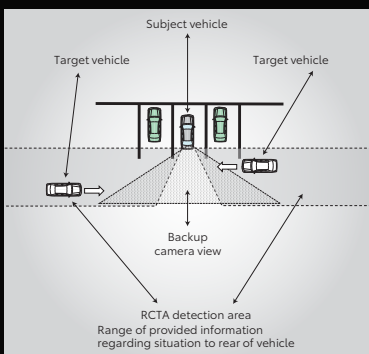 Subject vehicle
Target vehicle
Target vehicle
Backup
camera view
RCTA detection area
Range of provided information
regarding situation to rear of vehicle